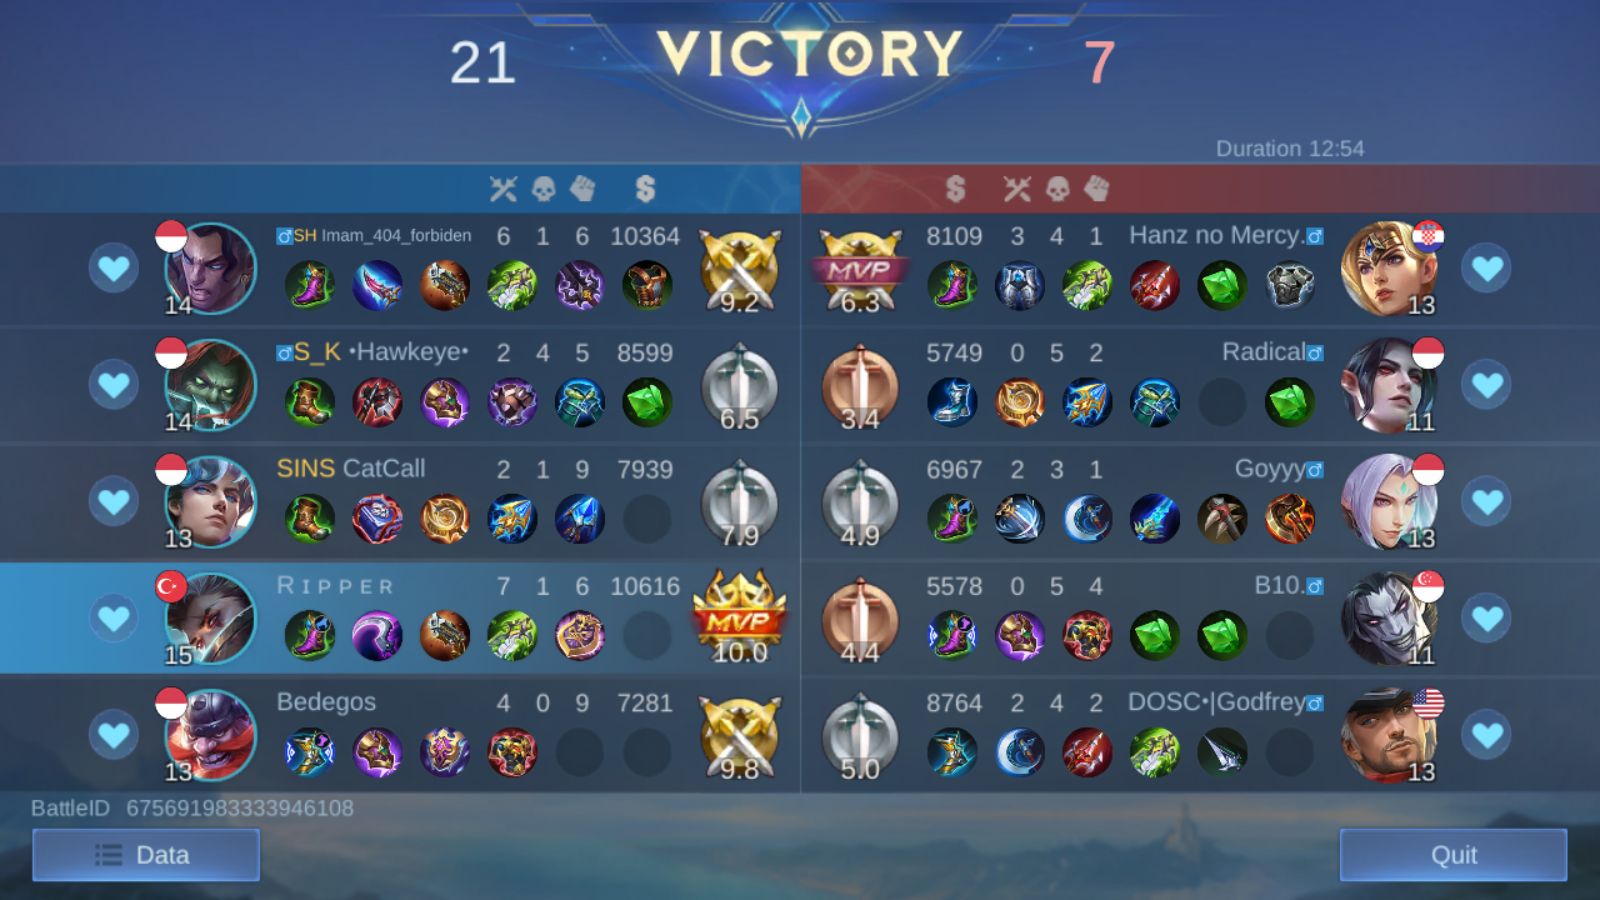 21 VICTORY 7
Duration 12:54
SH Imam_404_forbiden 6 1 6 10364
14 9.2
MVP 8109 3 4 1 Hanz no Mercy.
6.3 13
S_K •Hawkeye• 2 4 5 8599
14 6.5
5749 0 5 2 Radical
3.4 11
SINS CatCall 2 1 9 7939
13 7.9
6967 2 3 1 Goyyy
4.9 13
Rɪᴘᴘᴇʀ 7 1 6 10616 MVP
15 10.0
5578 0 5 4 B10.
4.4 11
Bedegos 4 0 9 7281
13 9.8
8764 2 4 2 DOSC•|Godfrey
5.0 13
BattleID 675691983333946108
Data
Quit